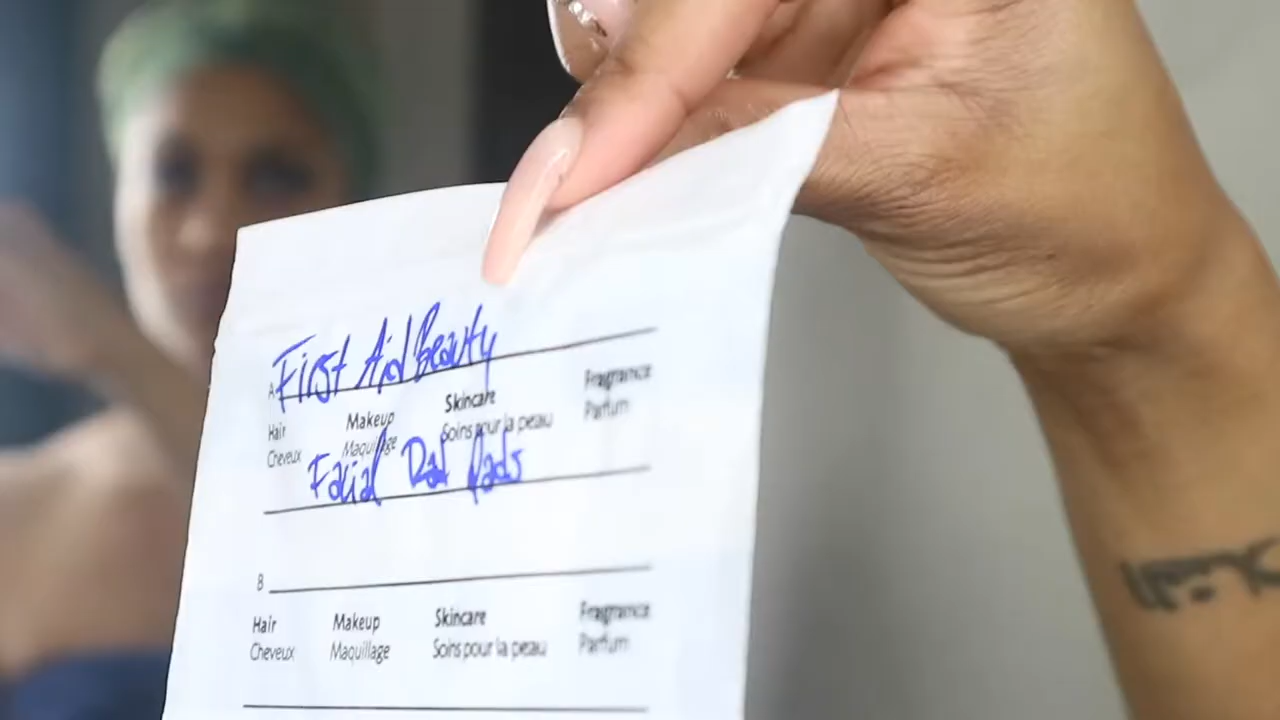 A First Aid Beauty
Hair Makeup Skincare Fragrance
Cheveux Maquillage Soins pour la peau Parfum
Facial Pads
B
Hair Makeup Skincare Fragrance
Cheveux Maquillage Soins pour la peau Parfum